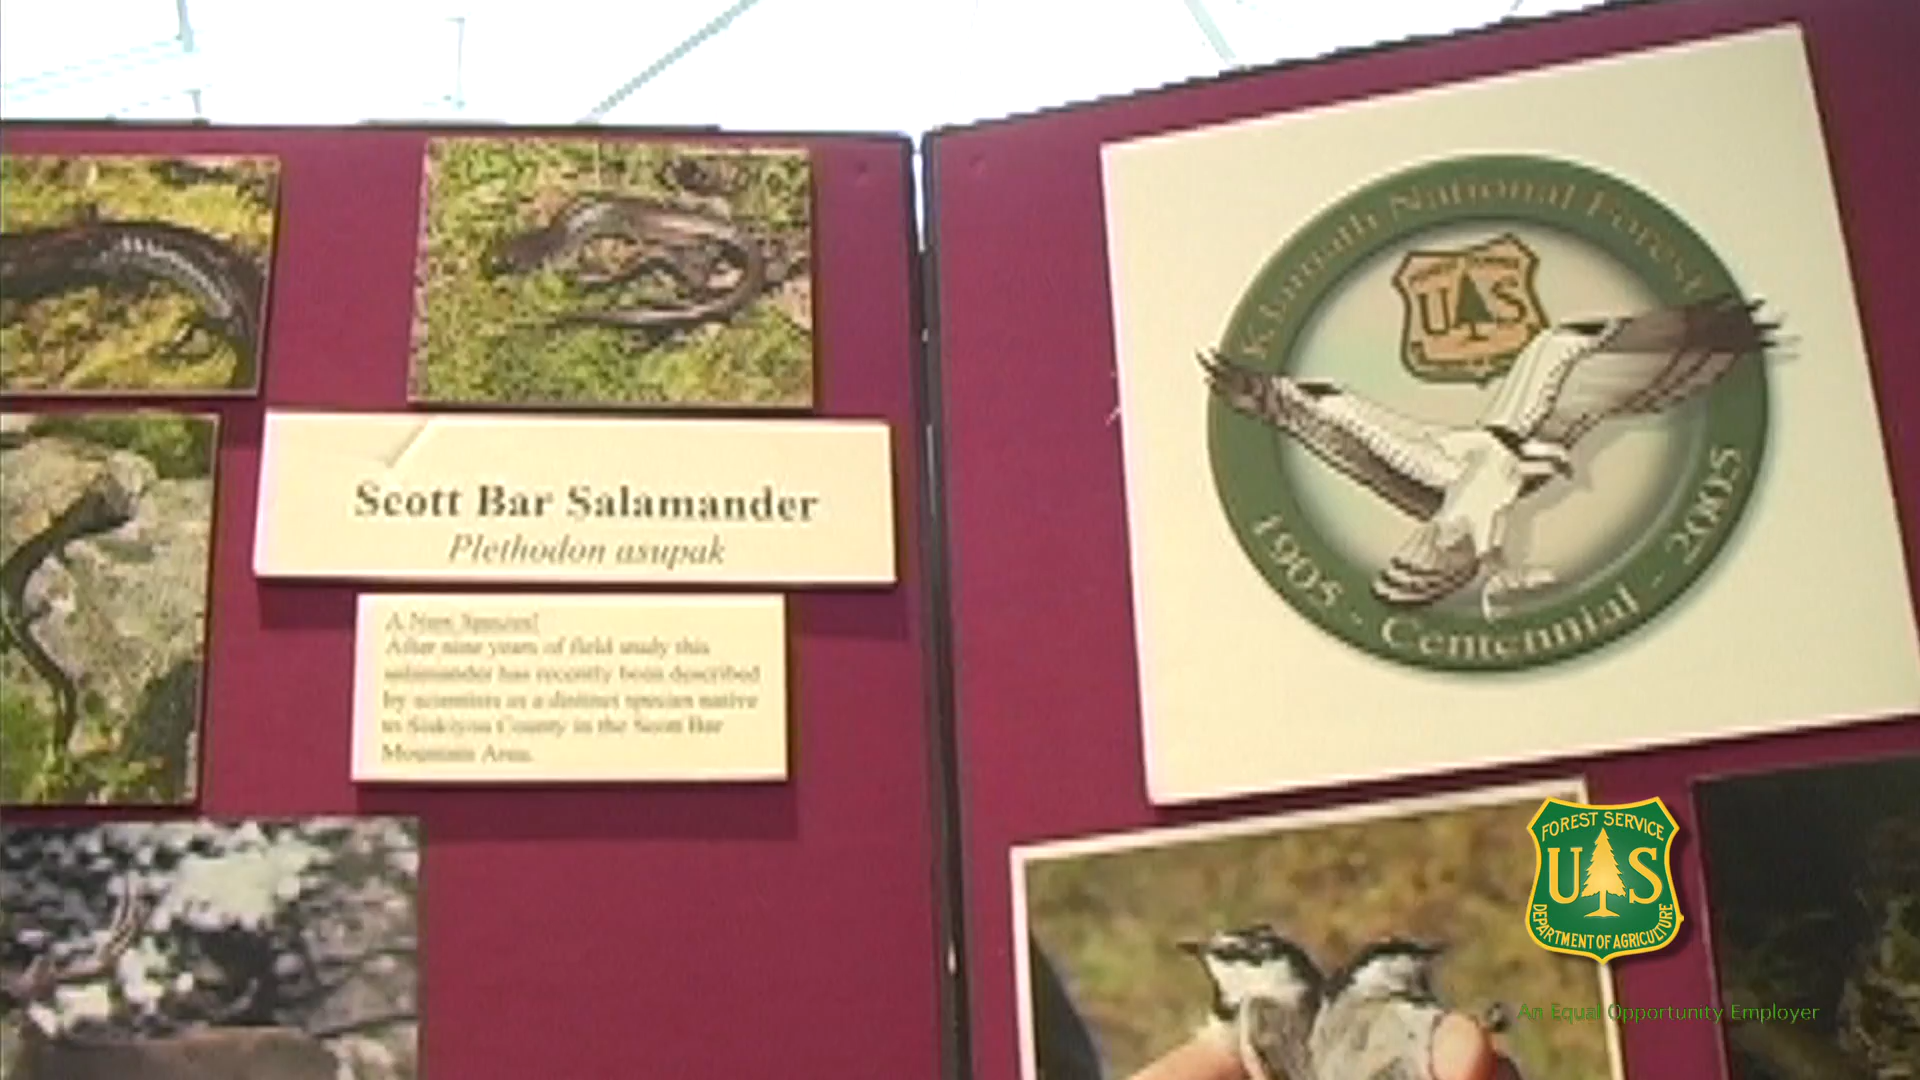 Scott Bar Salamander
Plethodon asupak
A New Species!
After nine years of field study this
salamander has recently been described
by scientists as a distinct species native
to Siskiyou County in the Scott Bar
Mountain Area.
Klamath National Forest
UAS
1905 - Centennial - 2005
FOREST SERVICE
UAS
DEPARTMENT OF AGRICULTURE
An Equal Opportunity Employer